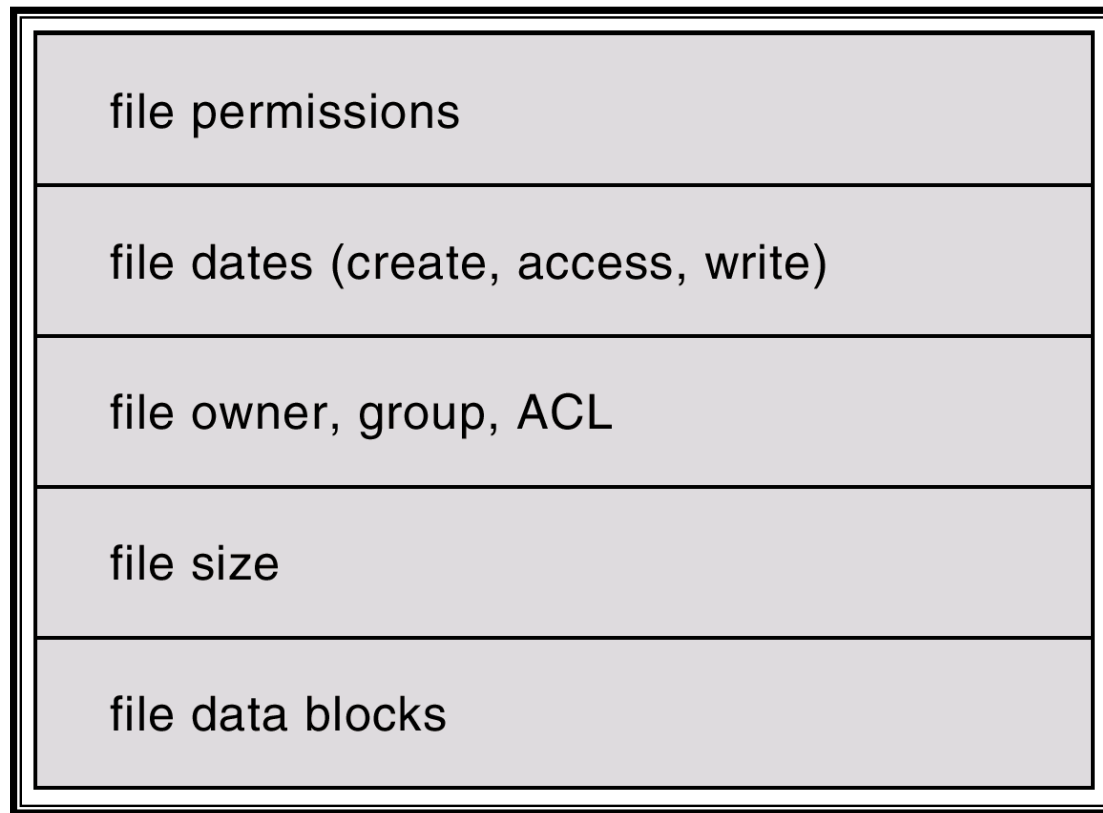 file permissions
file dates (create, access, write)
file owner, group, ACL
file size
file data blocks